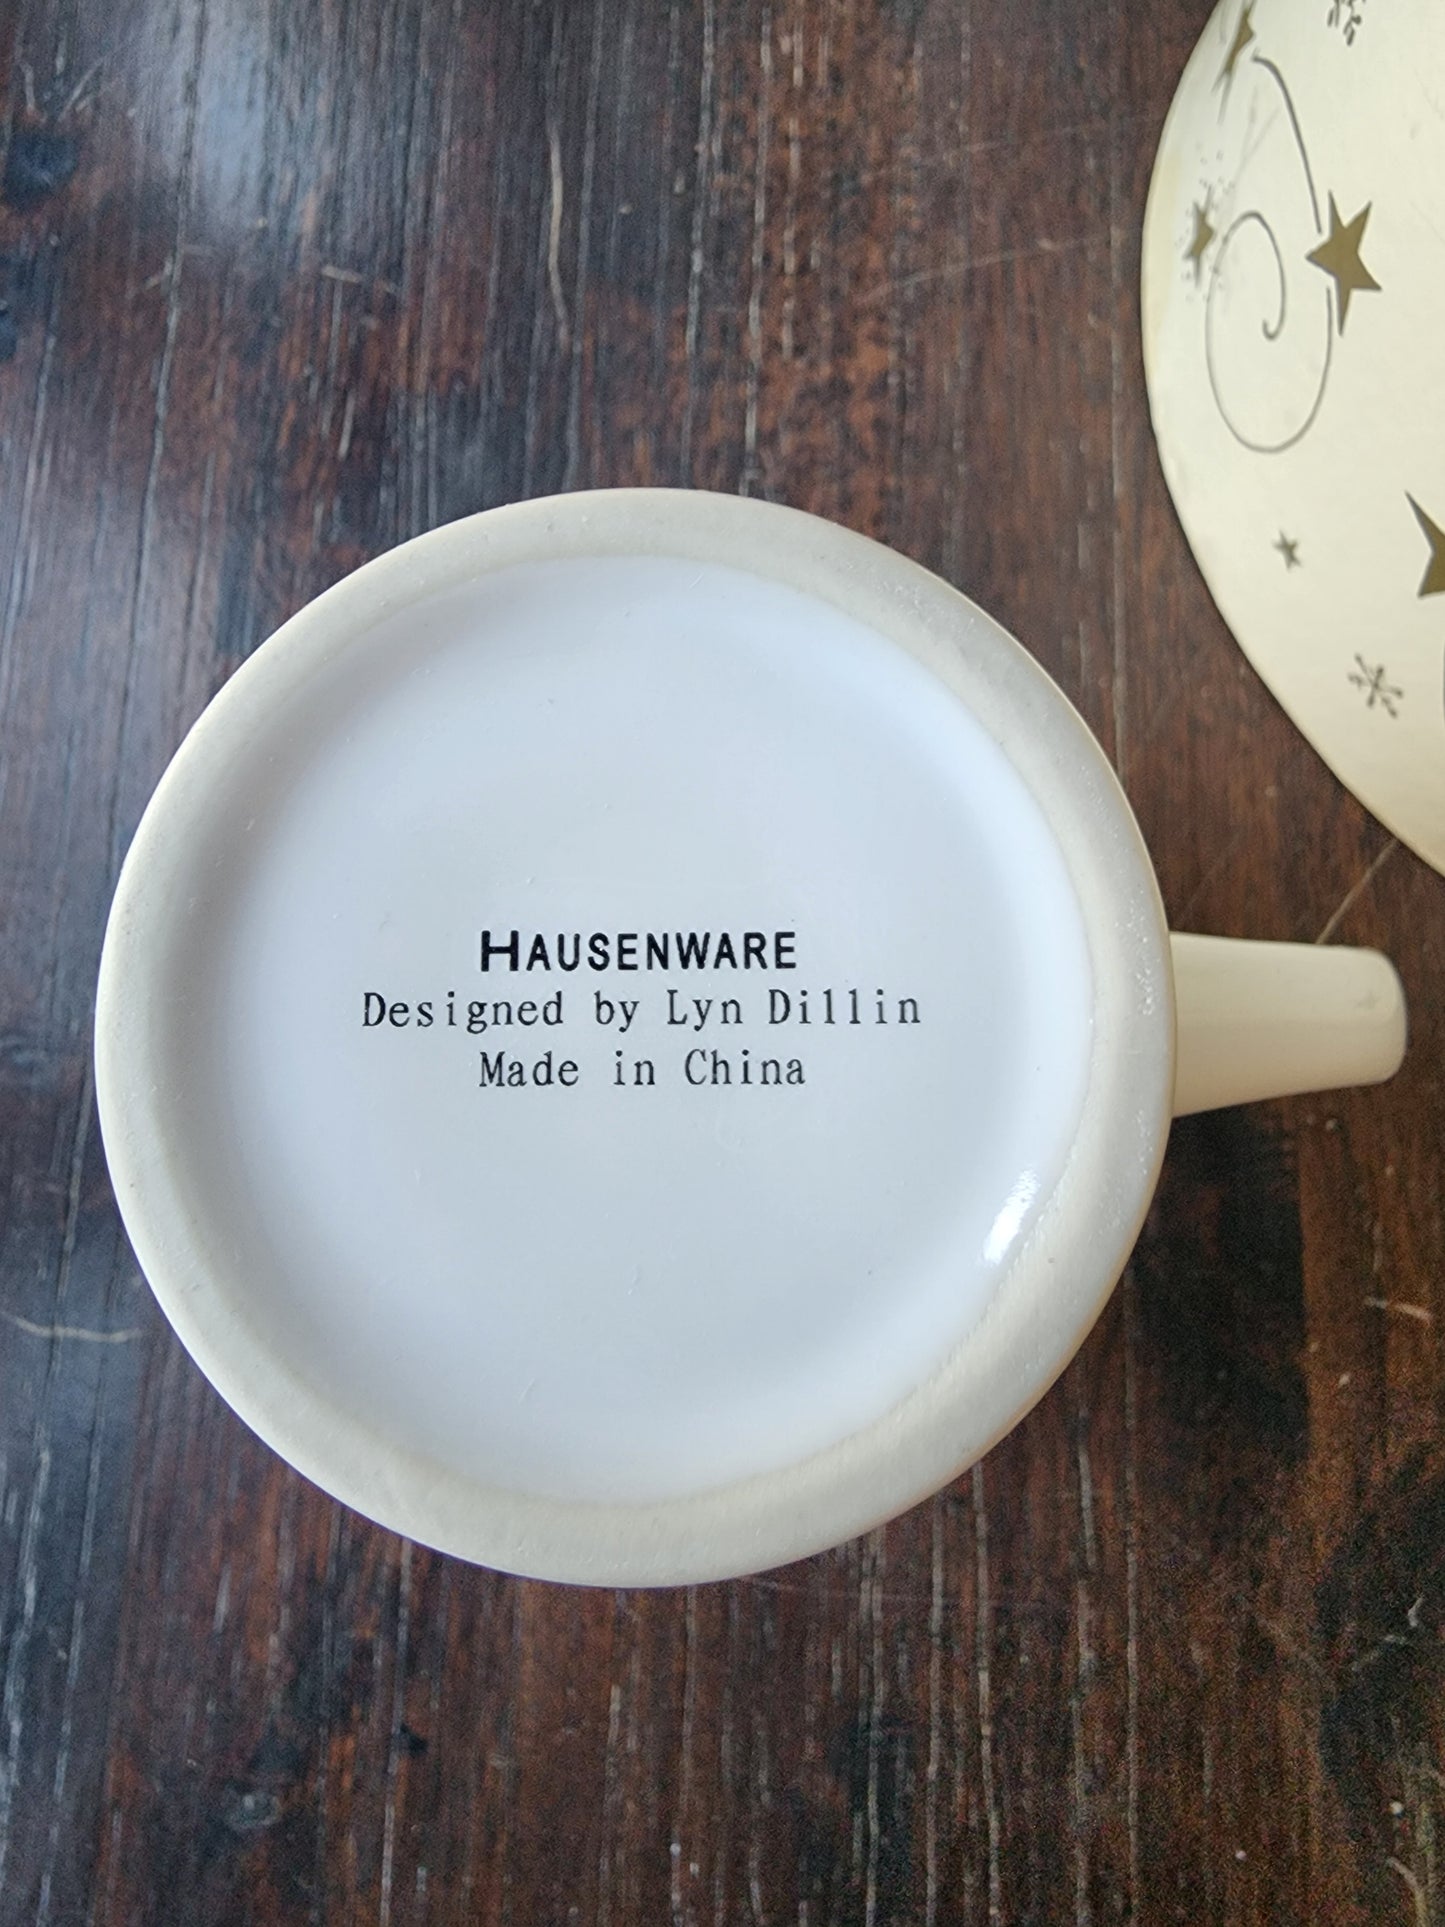 HAUSENWARE
Designed by Lyn Dillin
Made in China